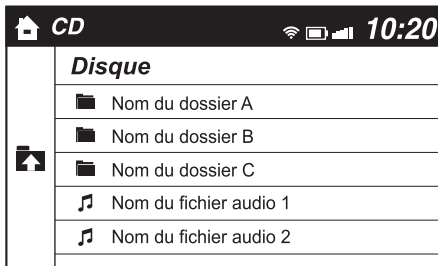 CD 10:20
Disque
Nom du dossier A
Nom du dossier B
Nom du dossier C
Nom du fichier audio 1
Nom du fichier audio 2